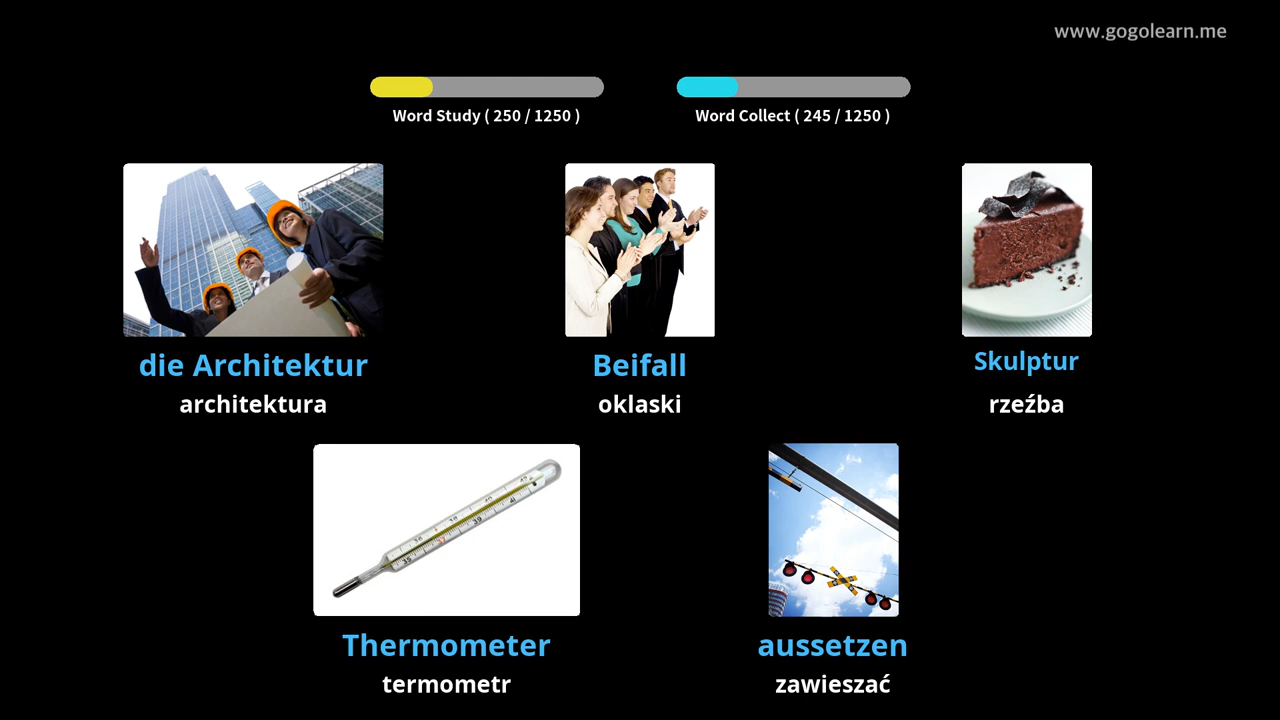 www.gogolearn.me
Word Study ( 250 / 1250 )
Word Collect ( 245 / 1250 )
die Architektur
architektura
Beifall
oklaski
Skulptur
rzeźba
Thermometer
termometr
aussetzen
zawieszać